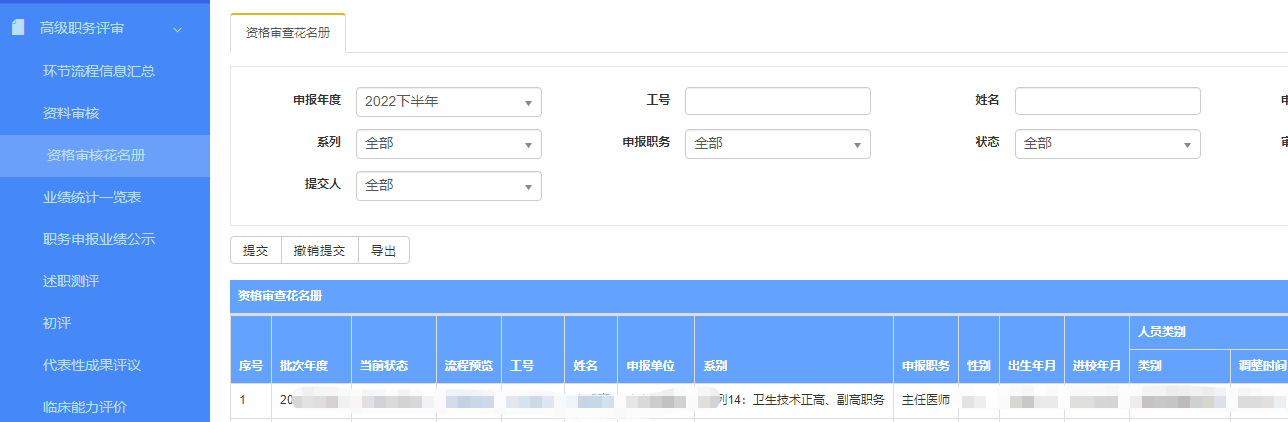 高级职务评审
环节流程信息汇总
资料审核
资格审核花名册
业绩统计一览表
职务申报业绩公示
述职测评
初评
代表性成果评议
临床能力评价
资格审查花名册
申报年度 2022下半年 工号 姓名
系列 全部 申报职务 全部 状态 全部
提交人 全部
提交 撤销提交 导出
资格审查花名册
人员类别
序号 批次年度 当前状态 流程预览 工号 姓名 申报单位 系别 申报职务 性别 出生年月 进校年月 类别 调整时间
1 20 列14：卫生技术正高、副高职务 主任医师